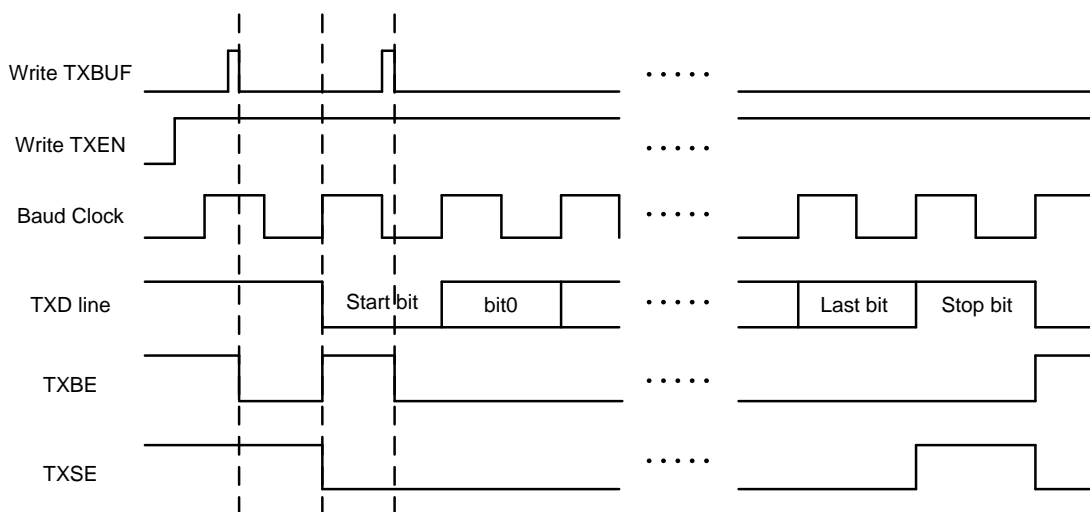 Write TXBUF
Write TXEN
Baud Clock
TXD line
Start bit
bit0
Last bit
Stop bit
TXBE
TXSE